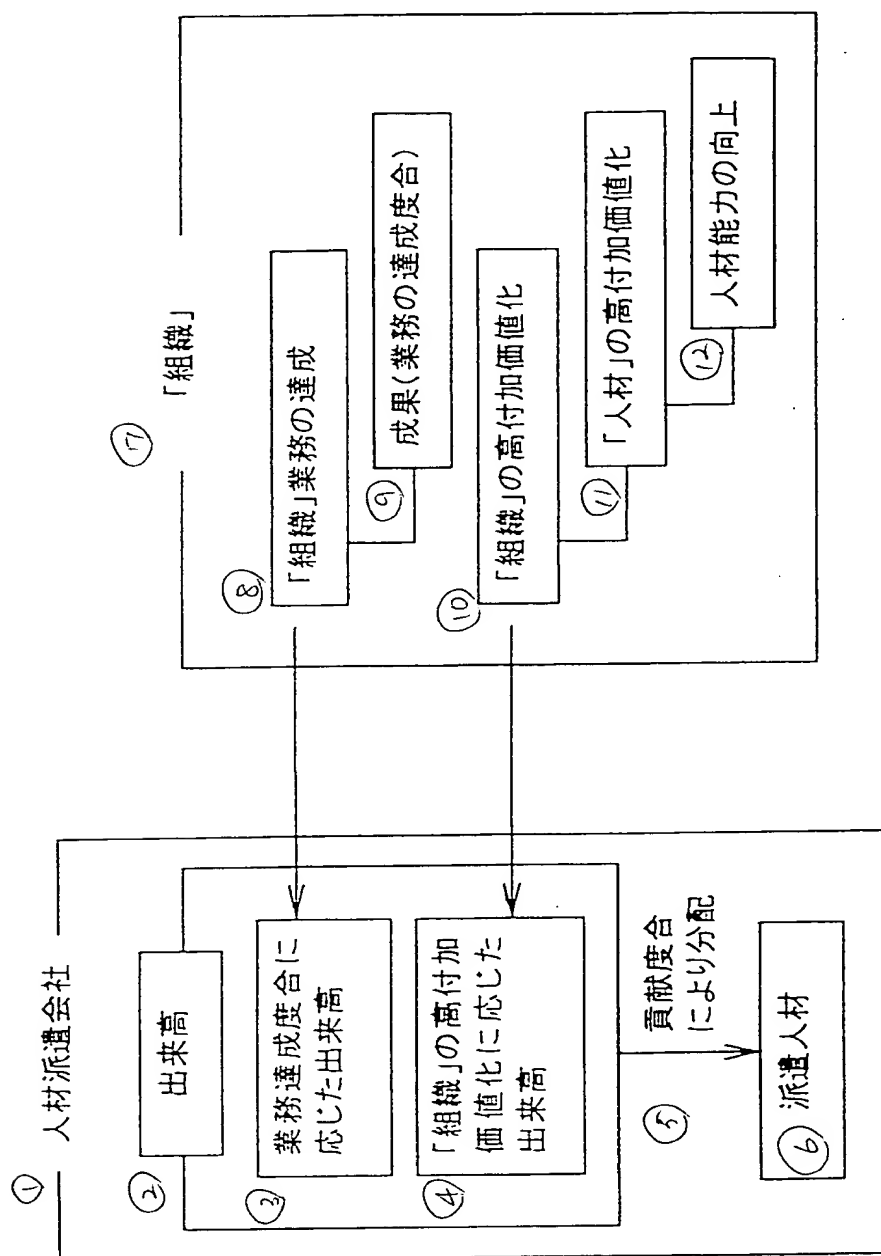 ① 人材派遣会社
② 出来高
③ 業務達成度合に
応じた出来高
④ 「組織」の高付加
価値化に応じた
出来高
⑤ 貢献度合
により分配
⑥ 派遣人材
⑦ 「組織」
⑧ 「組織」業務の達成
⑨ 成果(業務の達成度合)
⑩ 「組織」の高付加価値化
⑪ 「人材」の高付加価値化
⑫ 人材能力の向上